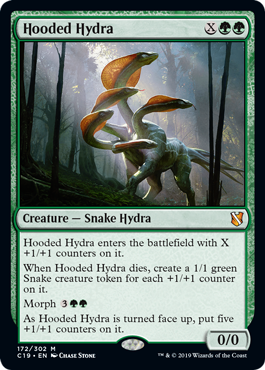 Hooded Hydra XGG
Creature — Snake Hydra
Hooded Hydra enters the battlefield with X
+1/+1 counters on it.
When Hooded Hydra dies, create a 1/1 green
Snake creature token for each +1/+1 counter
on it.
Morph 3GG
As Hooded Hydra is turned face up, put five
+1/+1 counters on it.
0/0
172/302 M
C19 • EN Chase Stone
™ & © 2019 Wizards of the Coast